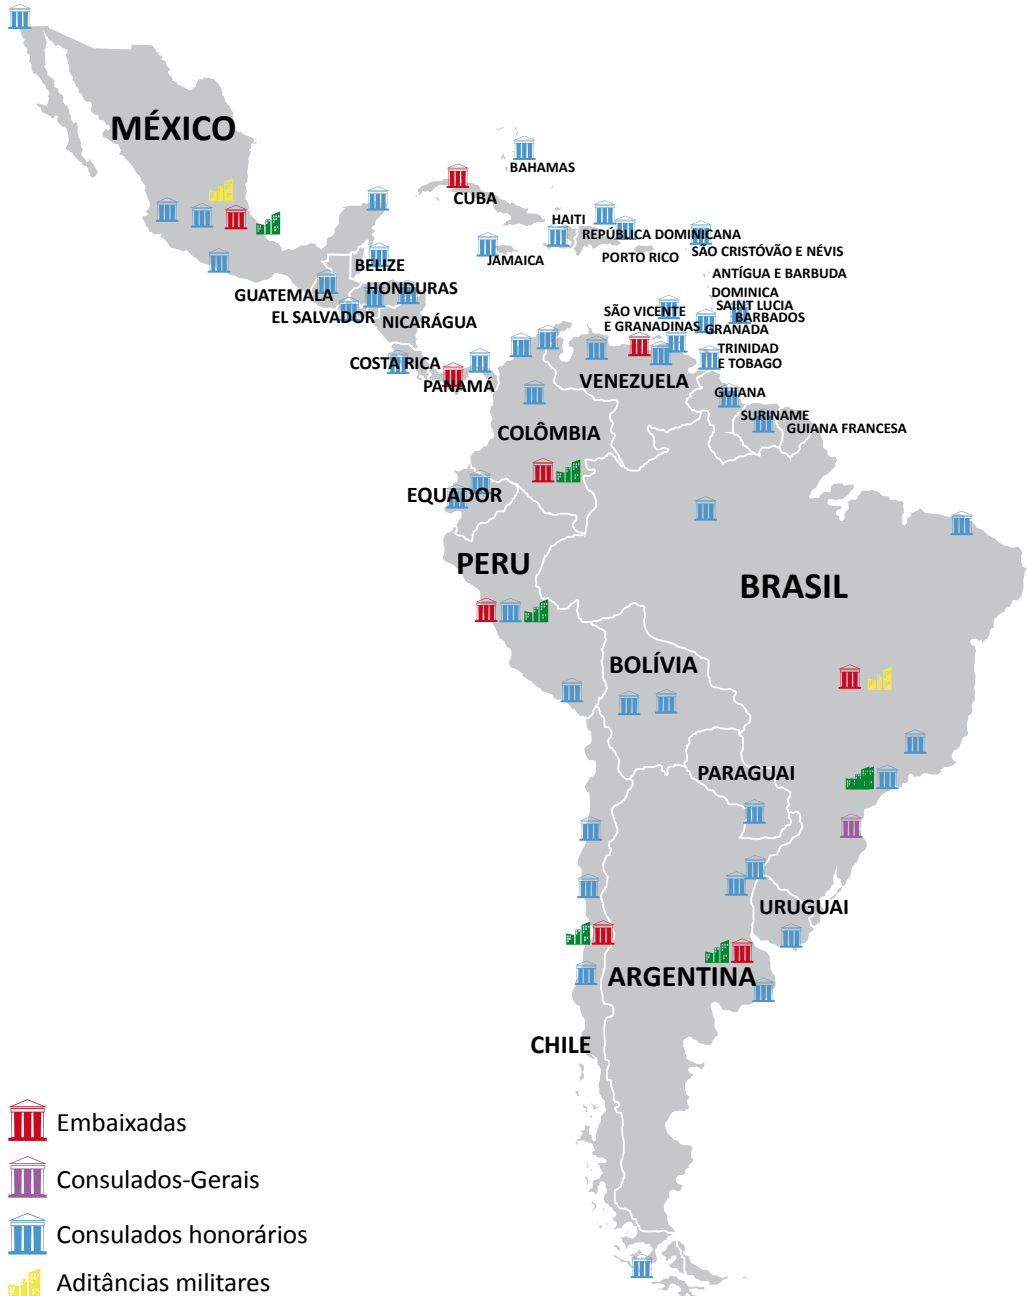 MÉXICO
BAHAMAS
CUBA
HAITI
REPÚBLICA DOMINICANA
SÃO CRISTÓVÃO E NÉVIS
PORTO RICO
JAMAICA
BELIZE
ANTÍGUA E BARBUDA
HONDURAS
GUATEMALA
DOMINICA
SAINT LUCIA
SÃO VICENTE
E GRANADINAS
BARBADOS
GRANADA
EL SALVADOR
NICARÁGUA
TRINIDAD
E TOBAGO
COSTA RICA
PANAMÁ
VENEZUELA
GUIANA
SURINAME
GUIANA FRANCESA
COLÔMBIA
EQUADOR
PERU
BRASIL
BOLÍVIA
PARAGUAI
URUGUAI
ARGENTINA
CHILE
Embaixadas
Consulados-Gerais
Consulados honorários
Aditâncias militares